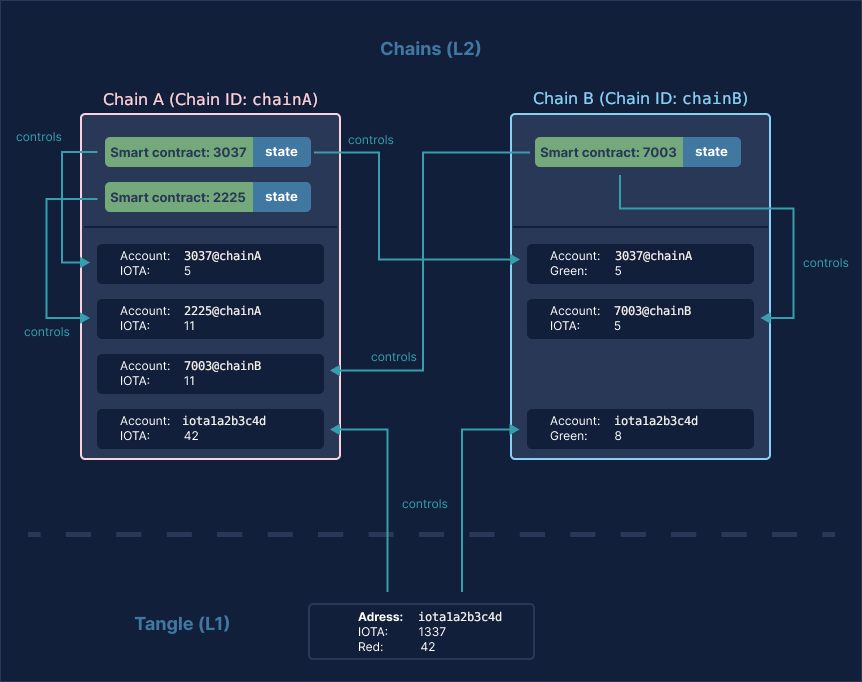 Chains (L2)
Chain A (Chain ID: chainA)
Chain B (Chain ID: chainB)
controls
Smart contract: 3037 state
controls
Smart contract: 7003 state
Smart contract: 2225 state
Account: 3037@chainA
IOTA: 5
Account: 3037@chainA
Green: 5
controls
Account: 2225@chainA
IOTA: 11
Account: 7003@chainB
IOTA: 5
controls
Account: 7003@chainB
IOTA: 11
controls
Account: iota1a2b3c4d
IOTA: 42
Account: iota1a2b3c4d
Green: 8
controls
Tangle (L1)
Adress: iota1a2b3c4d
IOTA: 1337
Red: 42